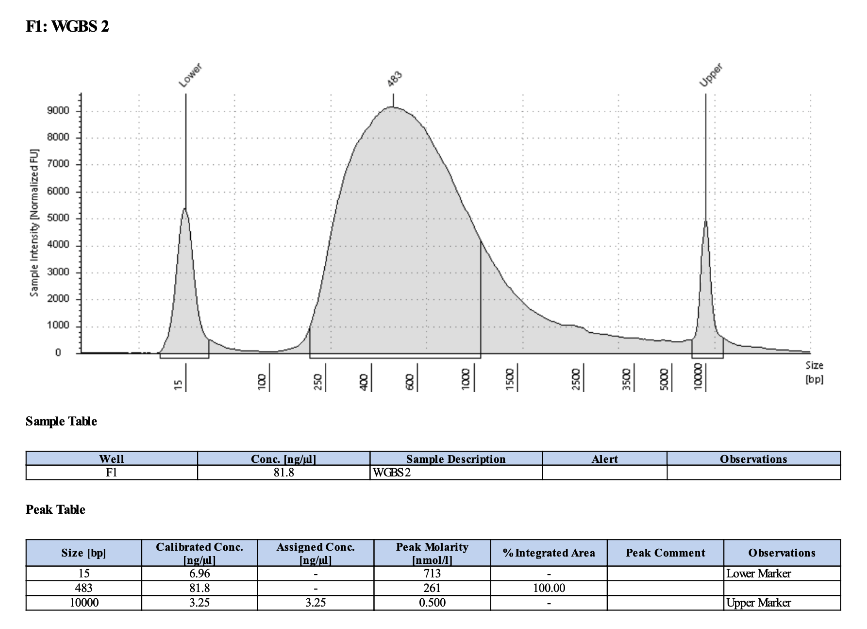 F1: WGBS 2
Lower
483
Upper
Sample Intensity [Normalized FU]
9000
8000
7000
6000
5000
4000
3000
2000
1000
0
15
100
250
400
600
1000
1500
2500
3500
5000
10000
Size
[bp]
Sample Table
Well Conc. [ng/µl] Sample Description Alert Observations
F1 81.8 WGBS 2
Peak Table
Size [bp] Calibrated Conc. [ng/µl] Assigned Conc. [ng/µl] Peak Molarity [nmol/l] % Integrated Area Peak Comment Observations
15 6.96 - 713 - Lower Marker
483 81.8 - 261 100.00
10000 3.25 3.25 0.500 - Upper Marker